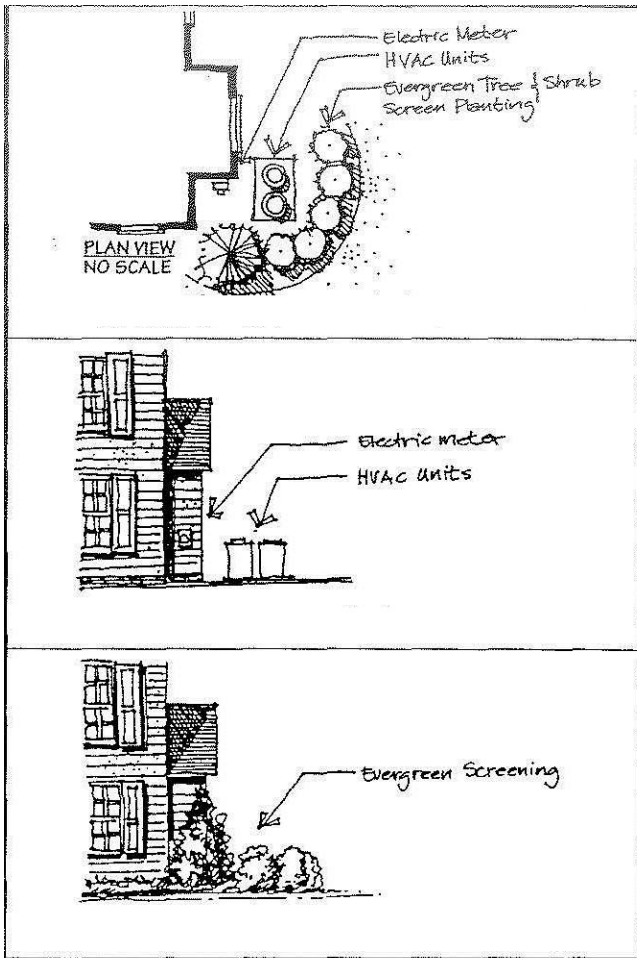 Electric Meter
HVAC Units
Evergreen Tree & Shrub
Screen Planting
PLAN VIEW
NO SCALE
Electric meter
HVAC Units
Evergreen Screening